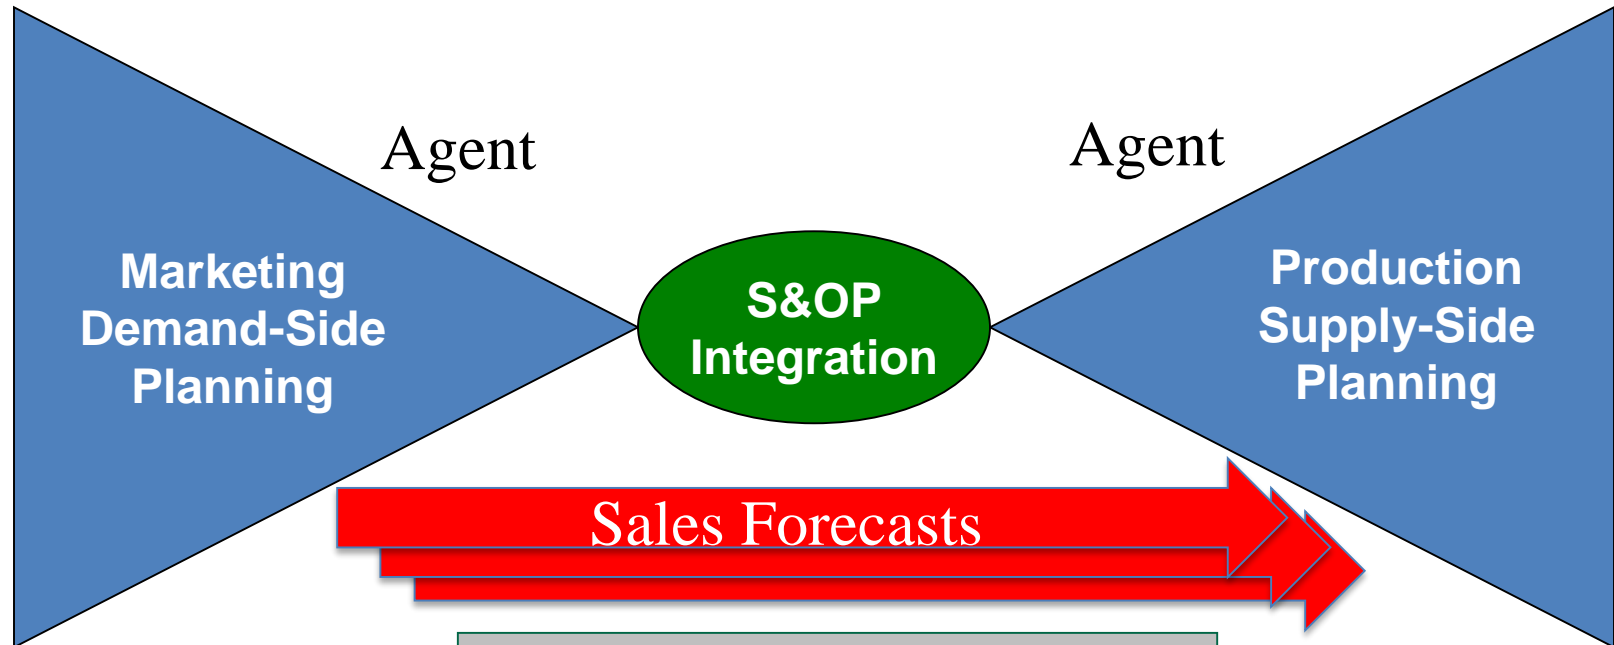 Agent
Agent
Marketing
Demand-Side
Planning
S&OP
Integration
Production
Supply-Side
Planning
Sales Forecasts